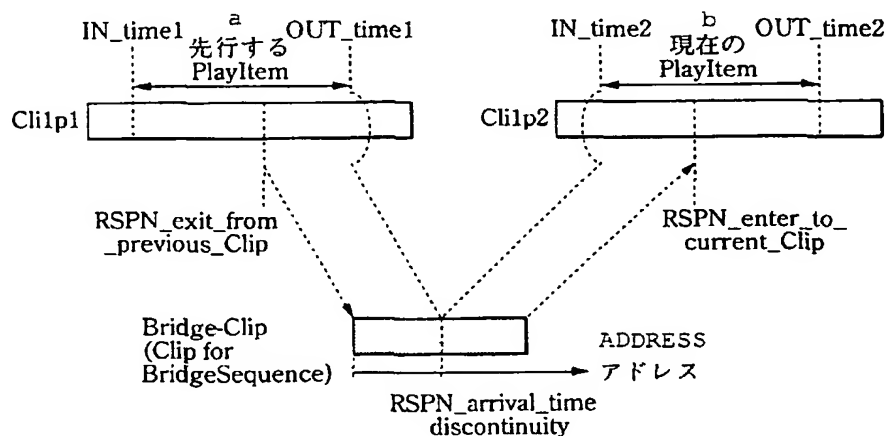 a
IN_time1
先行する
OUT_time1
PlayItem
b
IN_time2
現在の
OUT_time2
PlayItem
Cli1p1
Cli1p2
RSPN_exit_from
_previous_Clip
RSPN_enter_to_
current_Clip
Bridge-Clip
(Clip for
BridgeSequence)
ADDRESS
アドレス
RSPN_arrival_time
discontinuity